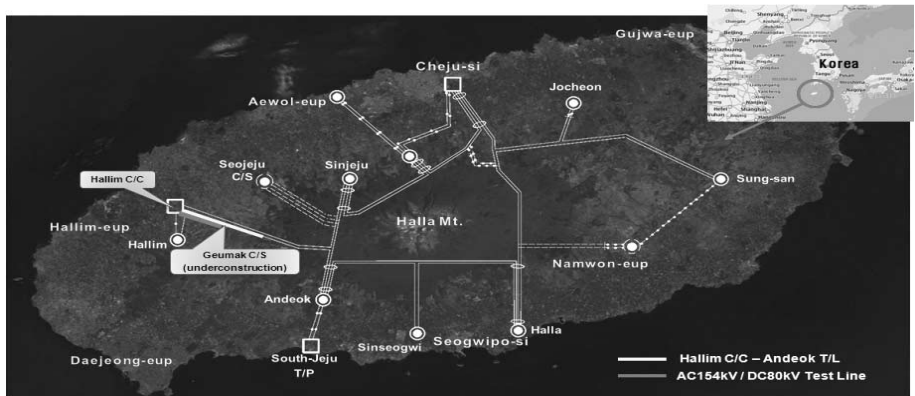 Gujwa-eup
Korea
Cheju-si
Aewol-eup
Jocheon
Seojeju
C/S
Sinjeju
Sung-san
Hallim C/C
Halla Mt.
Hallim-eup
Hallim
Geumak C/S
(underconstruction)
Namwon-eup
Andeok
Sinseogwi
Seogwipo-si
Halla
Daejeong-eup
South-Jeju
T/P
Hallim C/C – Andeok T/L
AC154kV / DC80kV Test Line